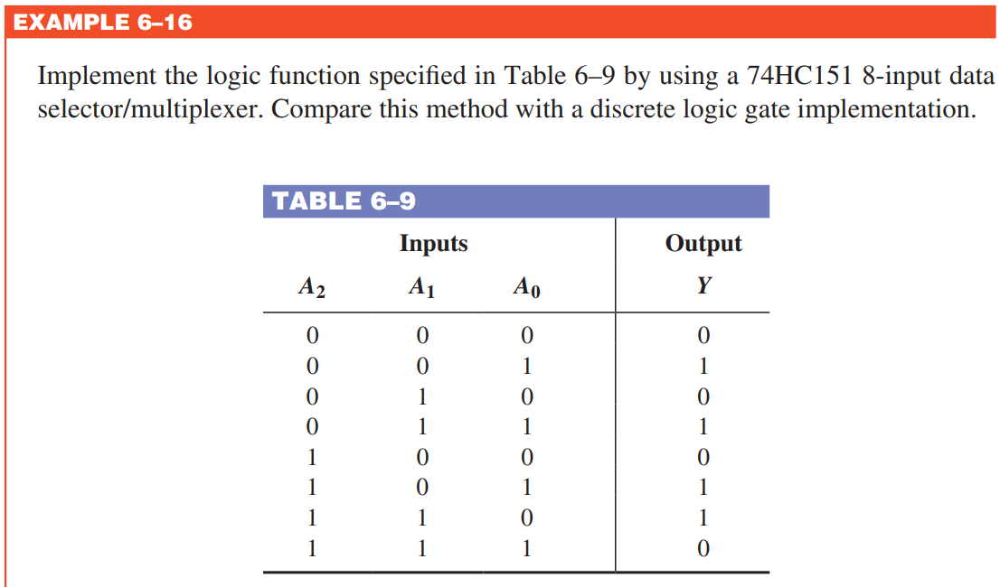 EXAMPLE 6–16
Implement the logic function specified in Table 6–9 by using a 74HC151 8-input data
selector/multiplexer. Compare this method with a discrete logic gate implementation.
TABLE 6–9
Inputs Output
A2 A1 A0 Y
0 0 0 0
0 0 1 1
0 1 0 0
0 1 1 1
1 0 0 0
1 0 1 1
1 1 0 1
1 1 1 0